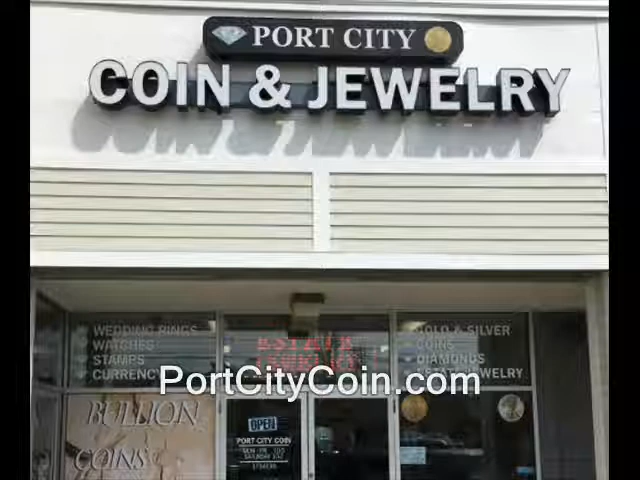 PORT CITY
COIN & JEWELRY
WEDDING RINGS
WATCHES
STAMPS
CURRENCY
GOLD & SILVER
COINS
DIAMONDS
ESTATE JEWELRY
PortCityCoin.com
BULLION
COINS
OPEN
PORT CITY COIN